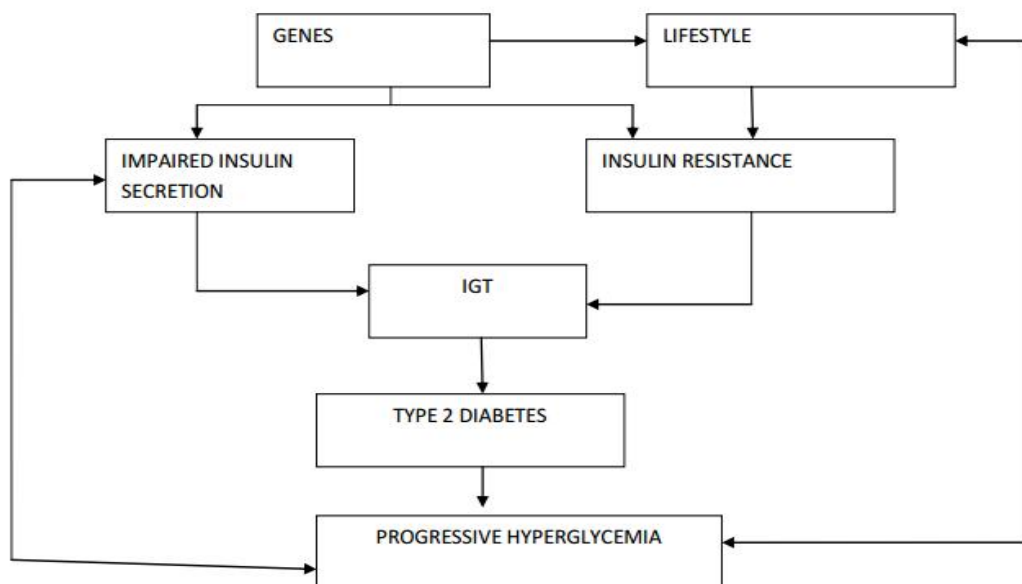 GENES
LIFESTYLE
IMPAIRED INSULIN
SECRETION
INSULIN RESISTANCE
IGT
TYPE 2 DIABETES
PROGRESSIVE HYPERGLYCEMIA